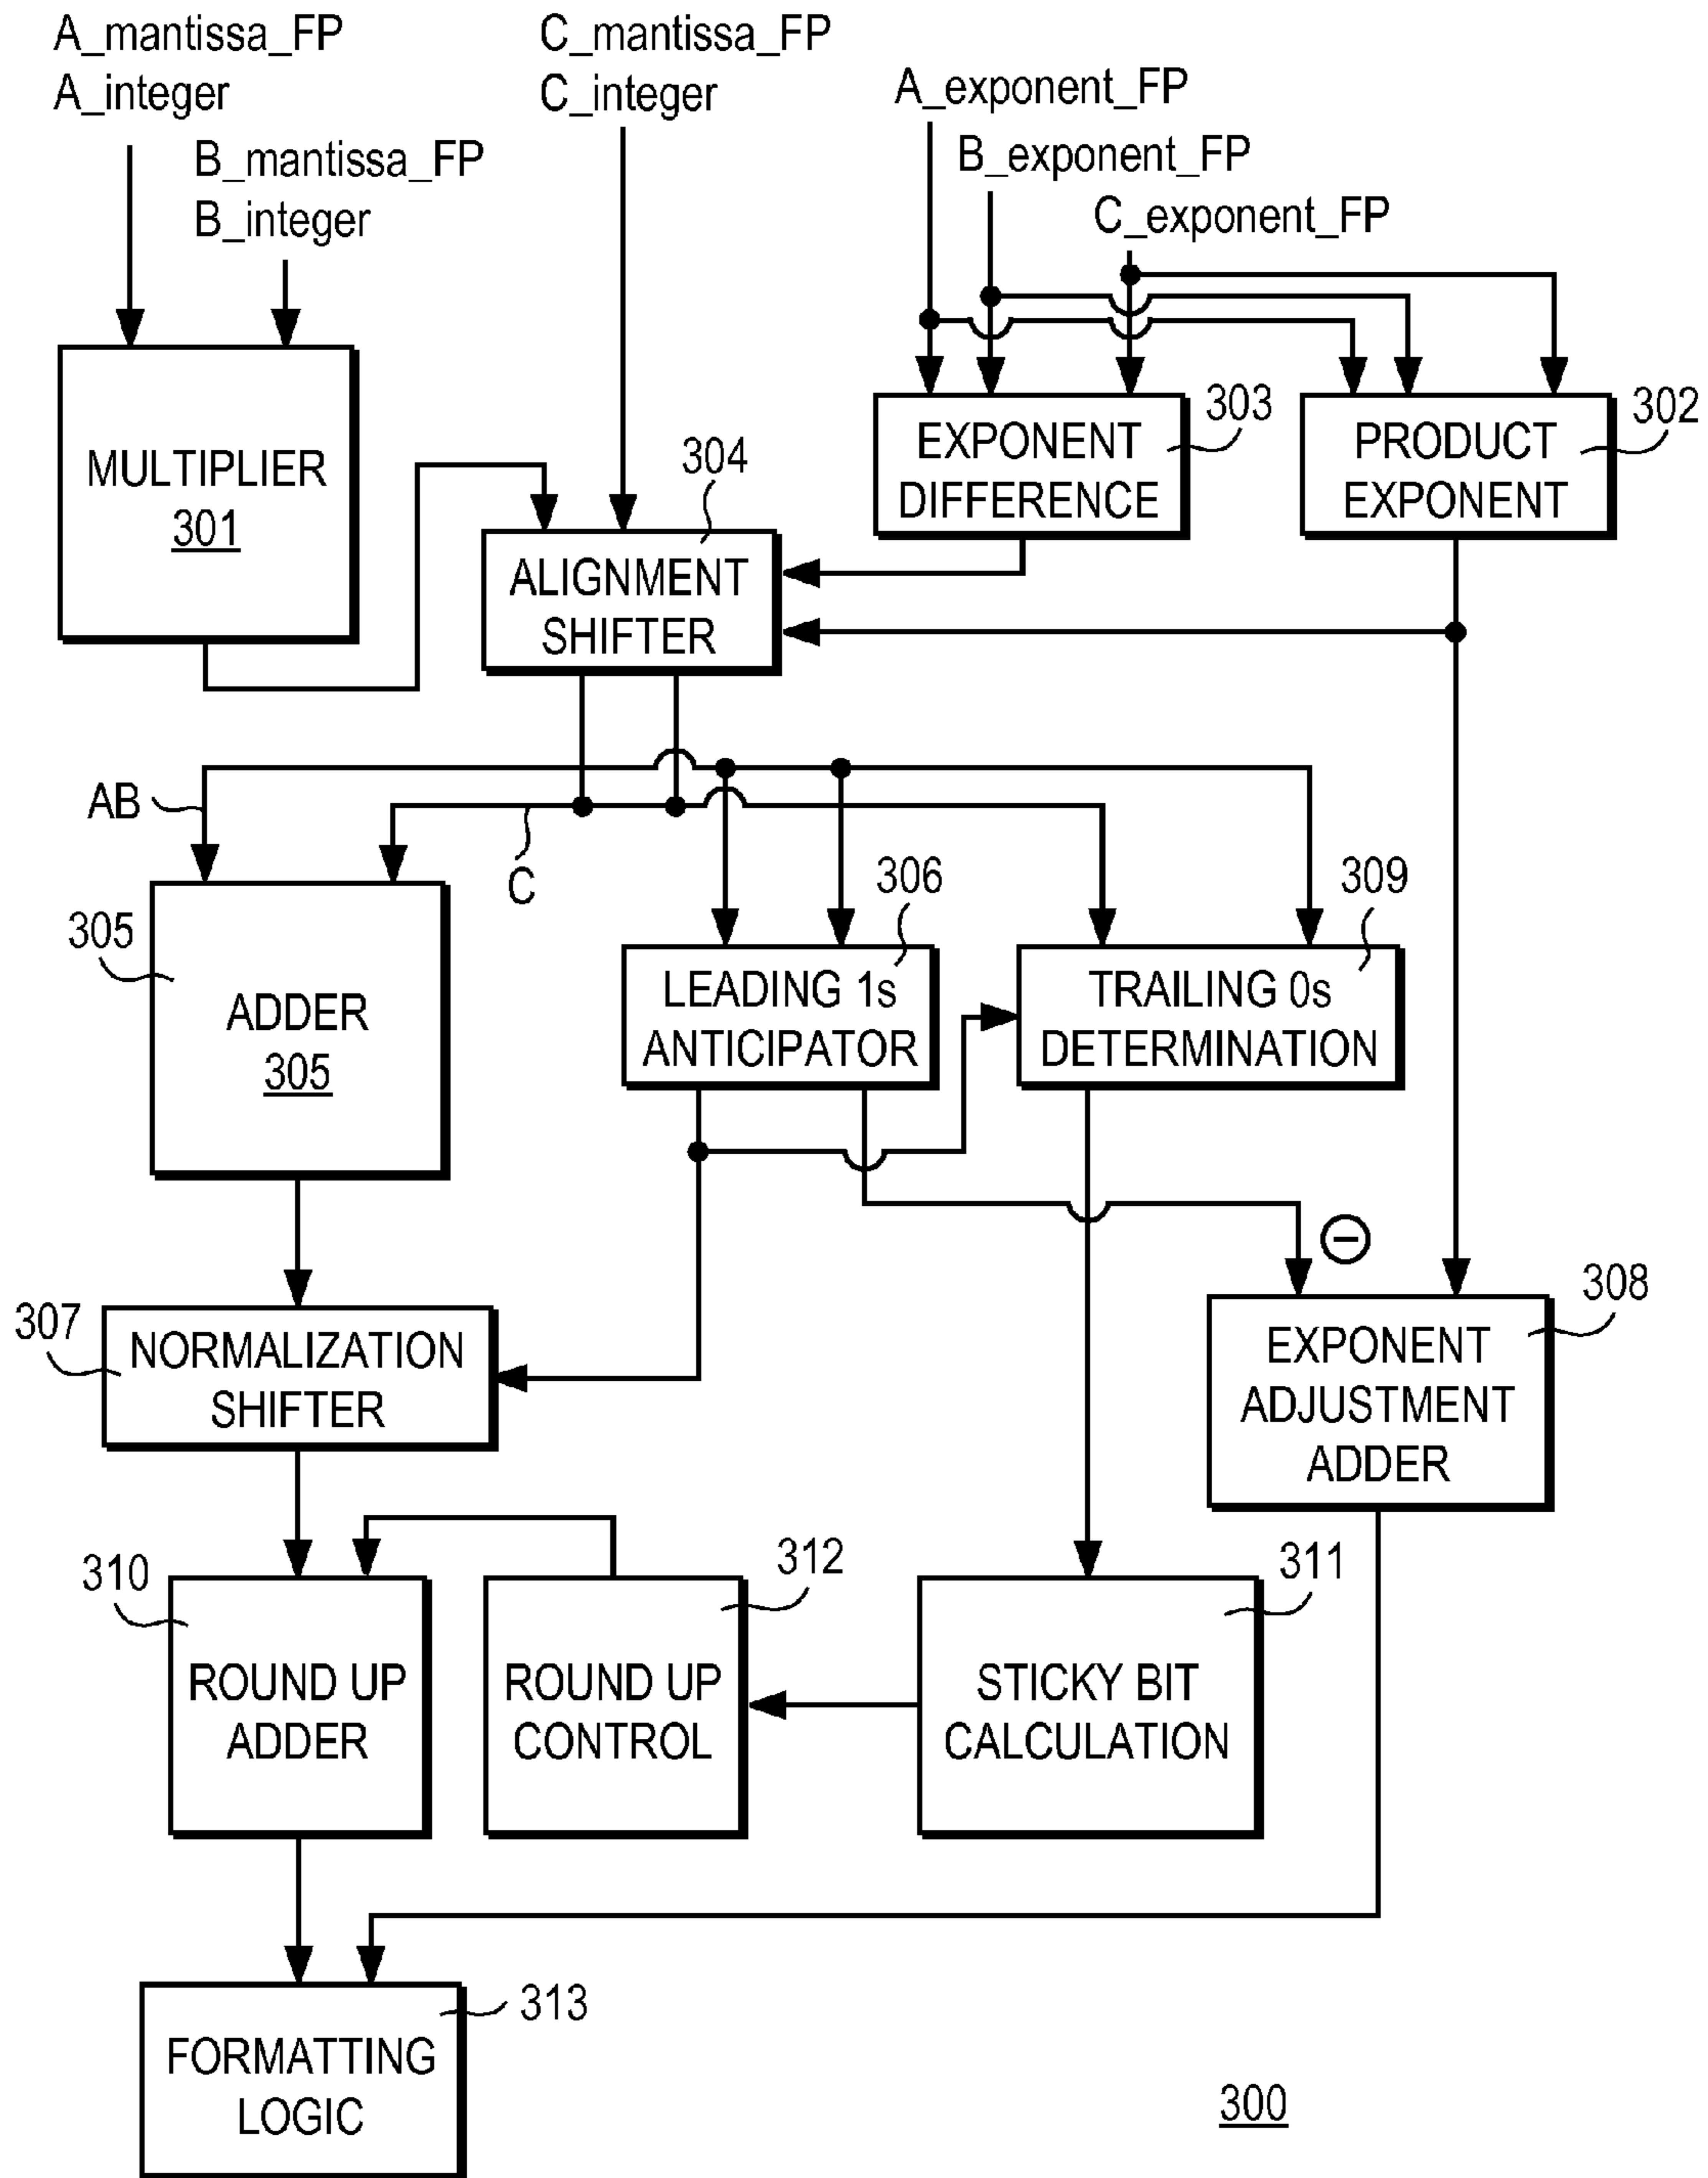 A_mantissa_FP
A_integer
C_mantissa_FP
C_integer
A_exponent_FP
B_mantissa_FP
B_integer
B_exponent_FP
C_exponent_FP
MULTIPLIER
301
304
ALIGNMENT
SHIFTER
303
EXPONENT
DIFFERENCE
302
PRODUCT
EXPONENT
AB
C
305
ADDER
305
306
LEADING 1s
ANTICIPATOR
309
TRAILING 0s
DETERMINATION
307
NORMALIZATION
SHIFTER
−
308
EXPONENT
ADJUSTMENT
ADDER
310
ROUND UP
ADDER
312
ROUND UP
CONTROL
311
STICKY BIT
CALCULATION
313
FORMATTING
LOGIC
300